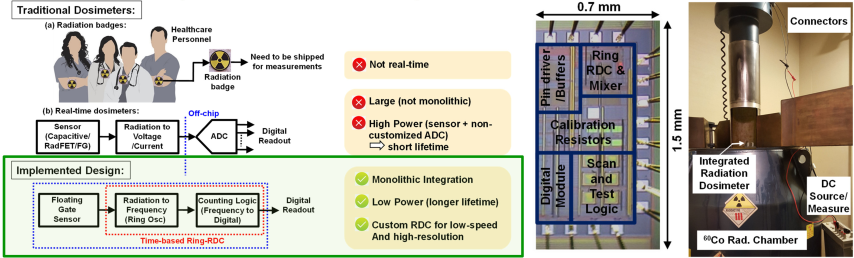 Traditional Dosimeters:
(a) Radiation badges:
Healthcare
Personnel
Radiation
badge
Need to be shipped
for measurements
Not real-time
(b) Real-time dosimeters:
Off-chip
Sensor
(Capacitive/
RadFET/FG)
Radiation to
Voltage
/Current
ADC
Digital
Readout
Large (not monolithic)
High Power (sensor + non-
customized ADC)
short lifetime
Implemented Design:
Floating
Gate
Sensor
Radiation to
Frequency
(Ring Osc)
Counting Logic
(Frequency to
Digital)
Digital
Readout
Time-based Ring-RDC
Monolithic Integration
Low Power (longer lifetime)
Custom RDC for low-speed
And high-resolution
0.7 mm
1.5 mm
Pin driver
/Buffers
Ring
RDC &
Mixer
Calibration
Resistors
Digital
Module
Scan
and
Test
Logic
Connectors
Integrated
Radiation
Dosimeter
DC
Source/
Measure
60Co Rad. Chamber